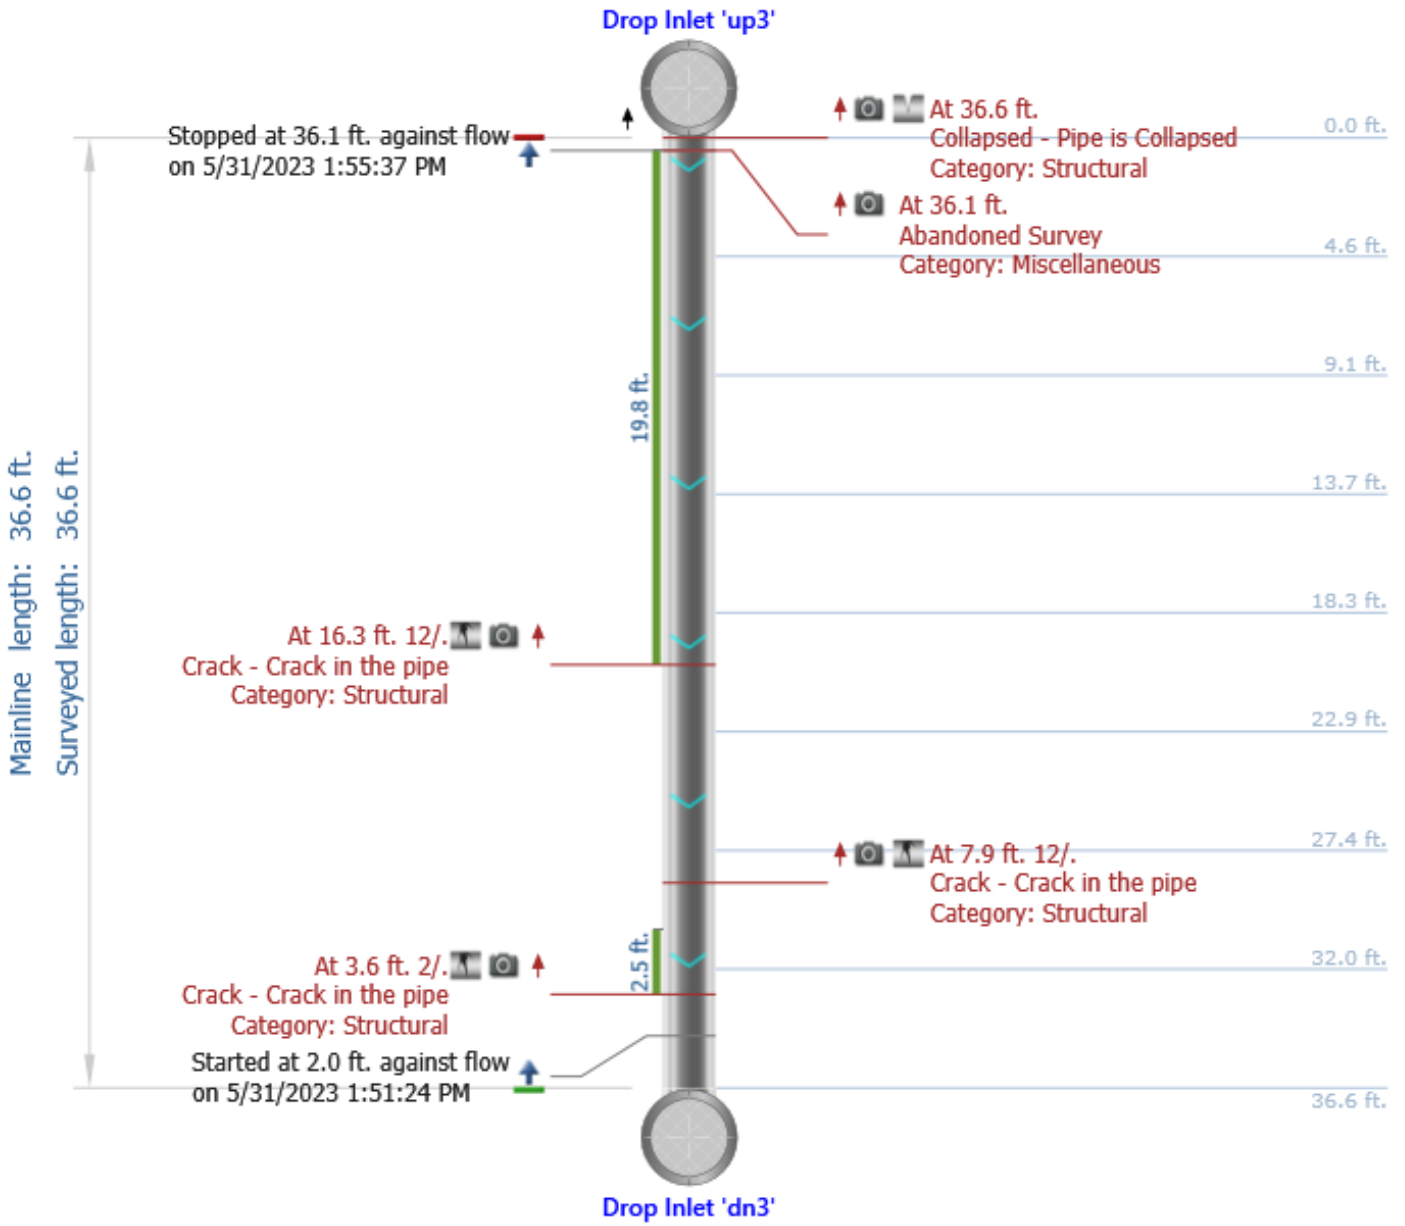 Drop Inlet 'up3'
Stopped at 36.1 ft. against flow
on 5/31/2023 1:55:37 PM
At 36.6 ft.
Collapsed - Pipe is Collapsed
Category: Structural
0.0 ft.
At 36.1 ft.
Abandoned Survey
Category: Miscellaneous
4.6 ft.
9.1 ft.
19.8 ft.
13.7 ft.
Mainline length: 36.6 ft.
Surveyed length: 36.6 ft.
18.3 ft.
At 16.3 ft. 12/.
Crack - Crack in the pipe
Category: Structural
22.9 ft.
27.4 ft.
At 7.9 ft. 12/.
Crack - Crack in the pipe
Category: Structural
2.5 ft.
32.0 ft.
At 3.6 ft. 2/.
Crack - Crack in the pipe
Category: Structural
Started at 2.0 ft. against flow
on 5/31/2023 1:51:24 PM
36.6 ft.
Drop Inlet 'dn3'